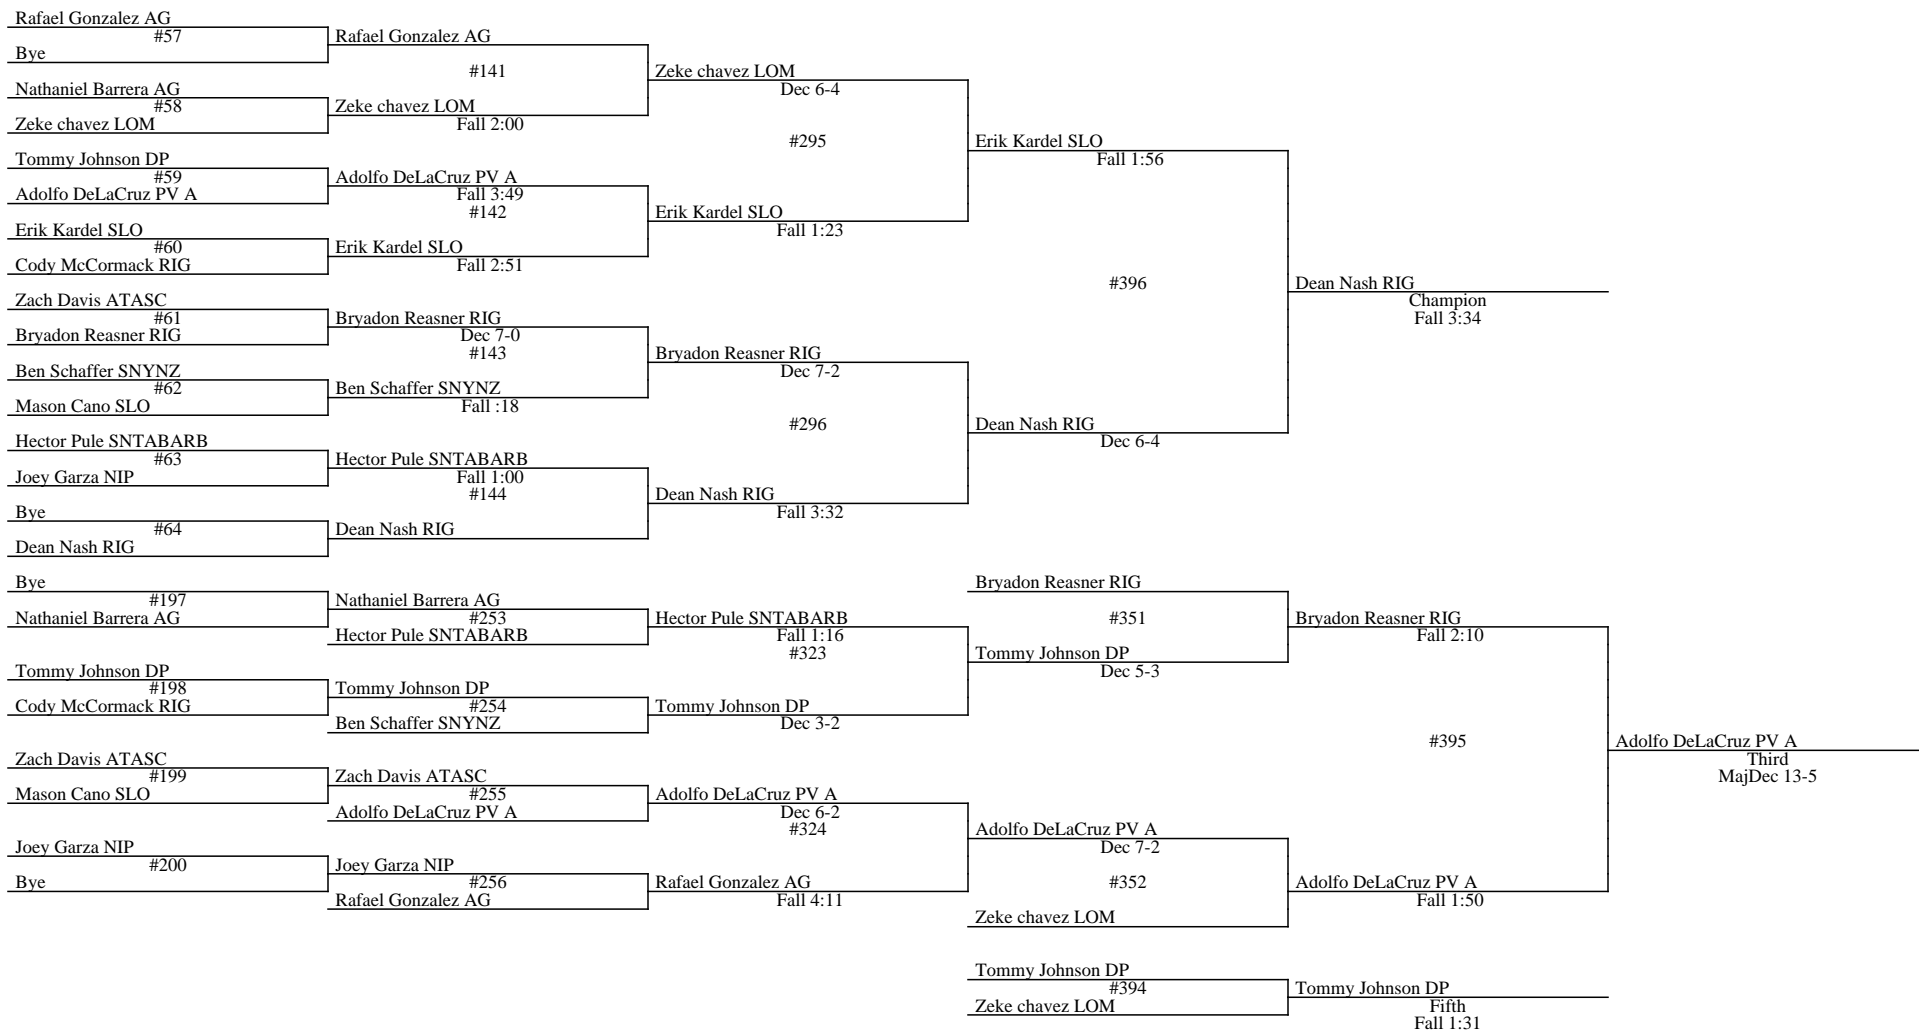 Rafael Gonzalez AG
#57
Bye
Rafael Gonzalez AG
#141
Nathaniel Barrera AG
#58
Zeke chavez LOM
Zeke chavez LOM
Fall 2:00
Zeke chavez LOM
Dec 6-4
#295
Tommy Johnson DP
#59
Adolfo DeLaCruz PV A
Adolfo DeLaCruz PV A
Fall 3:49
#142
Erik Kardel SLO
#60
Cody McCormack RIG
Erik Kardel SLO
Fall 2:51
Erik Kardel SLO
Fall 1:23
Erik Kardel SLO
Fall 1:56
#396
Zach Davis ATASC
#61
Bryadon Reasner RIG
Bryadon Reasner RIG
Dec 7-0
#143
Ben Schaffer SNYNZ
#62
Mason Cano SLO
Ben Schaffer SNYNZ
Fall :18
Bryadon Reasner RIG
Dec 7-2
#296
Hector Pule SNTABARB
#63
Joey Garza NIP
Hector Pule SNTABARB
Fall 1:00
#144
Bye
#64
Dean Nash RIG
Dean Nash RIG
Dean Nash RIG
Fall 3:32
Dean Nash RIG
Dec 6-4
Dean Nash RIG
Champion
Fall 3:34
Bye
#197
Nathaniel Barrera AG
Nathaniel Barrera AG
#253
Hector Pule SNTABARB
Hector Pule SNTABARB
Fall 1:16
#323
Tommy Johnson DP
#198
Cody McCormack RIG
Tommy Johnson DP
#254
Ben Schaffer SNYNZ
Tommy Johnson DP
Dec 3-2
Bryadon Reasner RIG
#351
Tommy Johnson DP
Dec 5-3
Bryadon Reasner RIG
Fall 2:10
#395
Zach Davis ATASC
#199
Mason Cano SLO
Zach Davis ATASC
#255
Adolfo DeLaCruz PV A
Adolfo DeLaCruz PV A
Dec 6-2
#324
Joey Garza NIP
#200
Bye
Joey Garza NIP
#256
Rafael Gonzalez AG
Rafael Gonzalez AG
Fall 4:11
Adolfo DeLaCruz PV A
Dec 7-2
#352
Zeke chavez LOM
Adolfo DeLaCruz PV A
Fall 1:50
Adolfo DeLaCruz PV A
Third
MajDec 13-5
Tommy Johnson DP
#394
Zeke chavez LOM
Tommy Johnson DP
Fifth
Fall 1:31